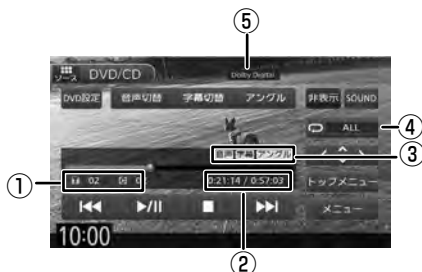 ⑤
ソース DVD/CD Dolby Digital
DVD設定 音声切替 字幕切替 アングル 非表示 SOUND
ALL ④
音声 字幕 アングル ③
① 02 0:21:14 / 0:57:03 トップメニュー
メニュー
10:00
②